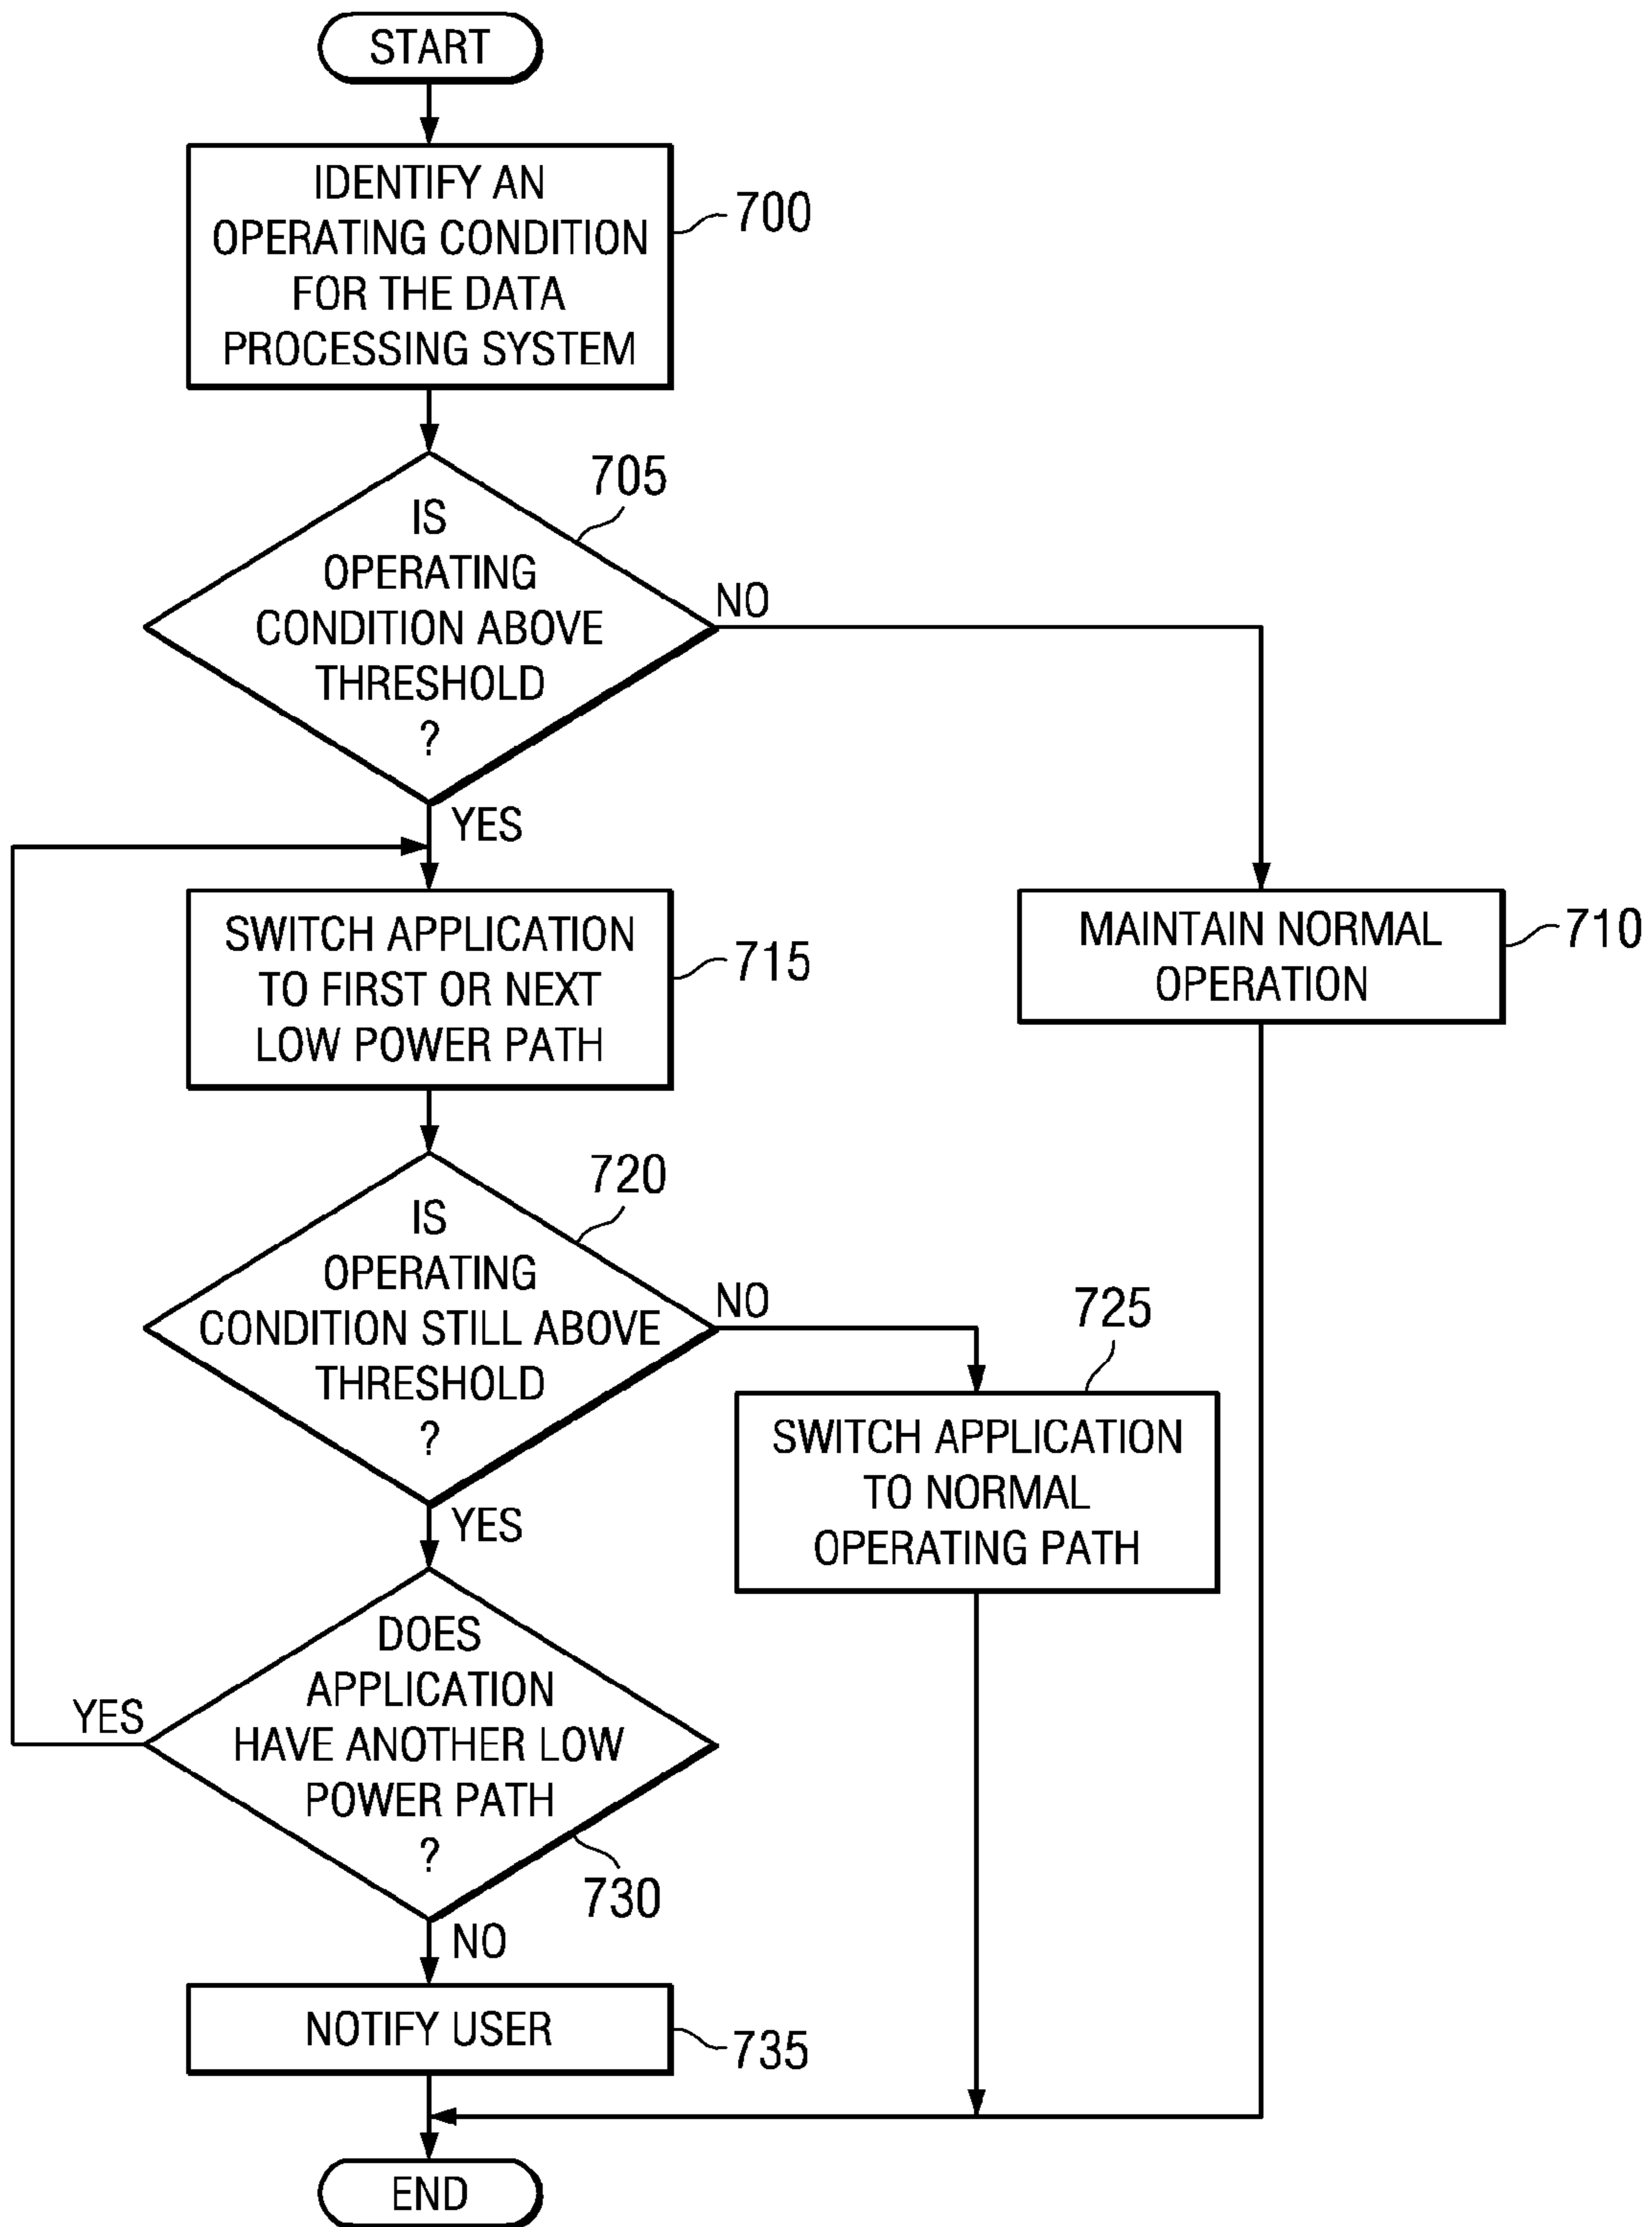 START
IDENTIFY AN
OPERATING CONDITION
FOR THE DATA
PROCESSING SYSTEM
700
705
IS
OPERATING
CONDITION ABOVE
THRESHOLD
?
NO
YES
SWITCH APPLICATION
TO FIRST OR NEXT
LOW POWER PATH
715
MAINTAIN NORMAL
OPERATION
710
720
IS
OPERATING
CONDITION STILL ABOVE
THRESHOLD
?
NO
YES
725
SWITCH APPLICATION
TO NORMAL
OPERATING PATH
DOES
APPLICATION
HAVE ANOTHER LOW
POWER PATH
?
YES
730
NO
NOTIFY USER
735
END